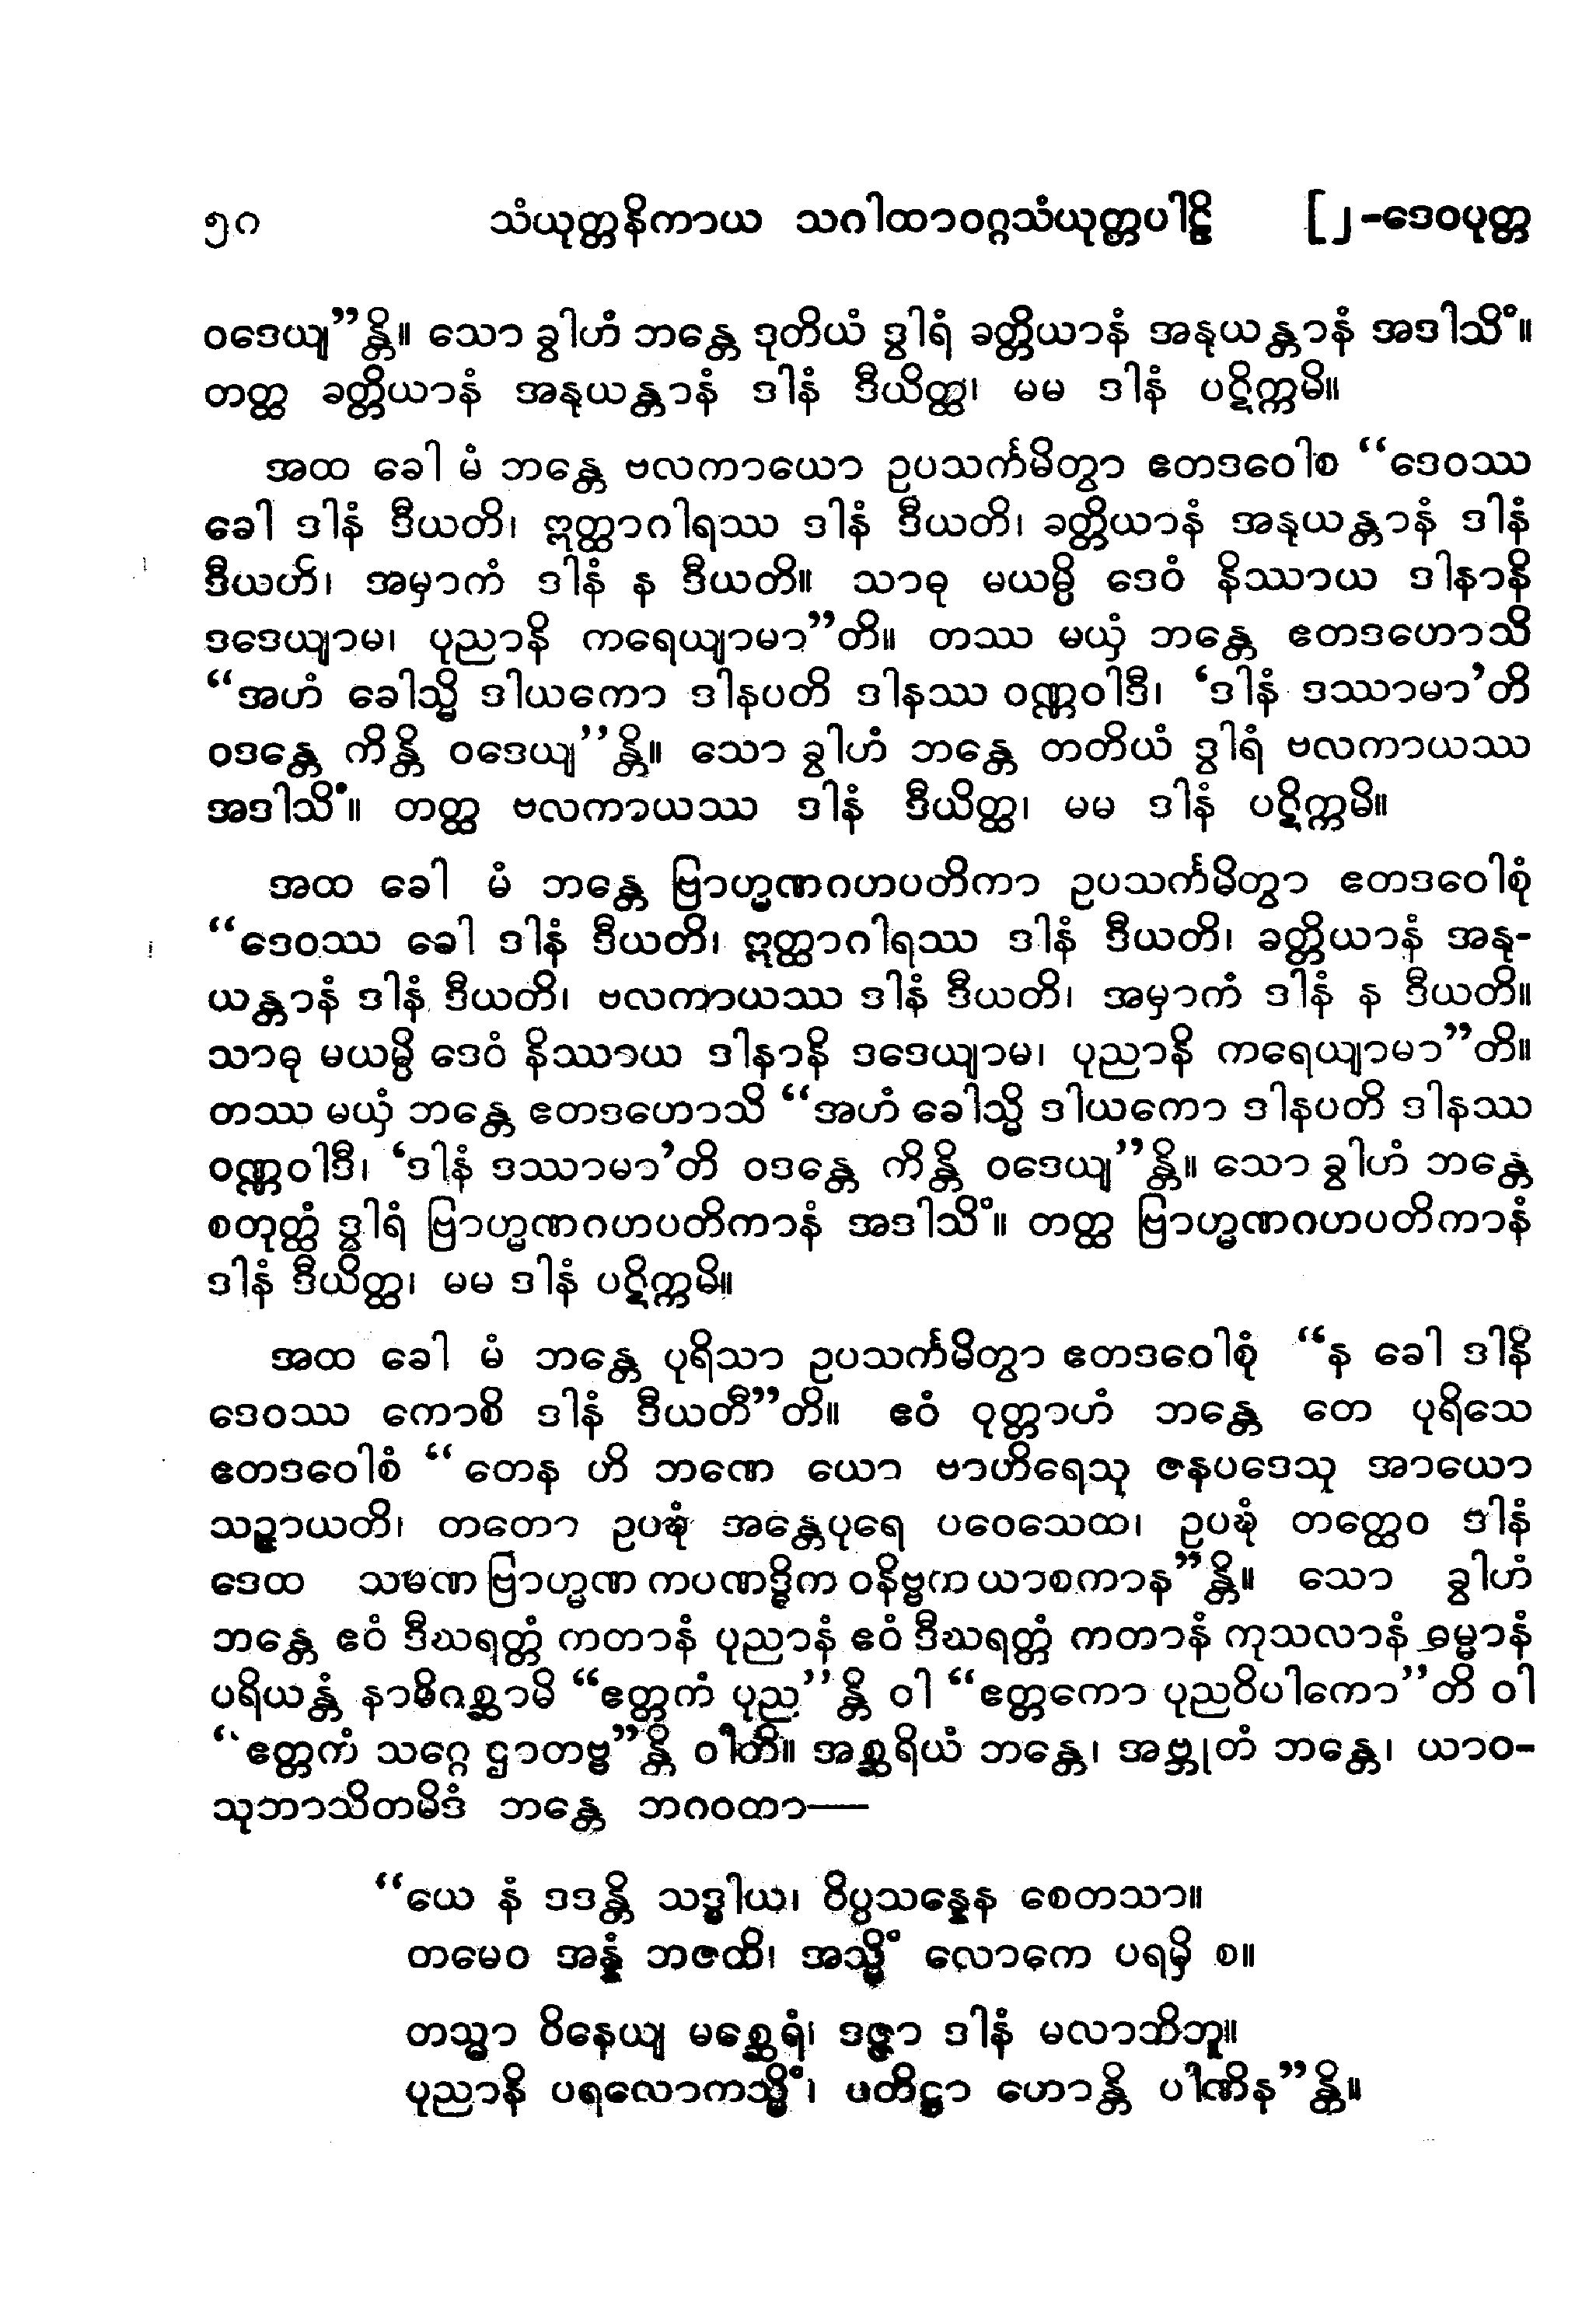 ၅၈ သံယုတ္တနိကာယ သဂါထာဝဂ္ဂသံယုတ္တပါဠိ [၂-ဒေဝပုတ္တ
ဝဒေယျ”န္တိ။ သော ခွါဟံ ဘန္တေ ဒုတိယံ ဒွါရံ ခတ္တိယာနံ အနုယန္တာနံ အဒါသိံ။
တတ္ထ ခတ္တိယာနံ အနုယန္တာနံ ဒါနံ ဒီယိတ္ထ၊ မမ ဒါနံ ပဋိက္ကမိ။
အထ ခေါ မံ ဘန္တေ ဗလကာယော ဥပသင်္ကမိတွာ ဧတဒဝေါစ “ဒေဝဿ
ခေါ ဒါနံ ဒီယတိ၊ ဣတ္ထာဂါရဿ ဒါနံ ဒီယတိ၊ ခတ္တိယာနံ အနုယန္တာနံ ဒါနံ
ဒီယတိ၊ အမှာကံ ဒါနံ န ဒီယတိ။ သာဓု မယမ္ပိ ဒေဝံ နိဿာယ ဒါနာနိ
ဒဒေယျာမ၊ ပုညာနိ ကရေယျာမာ”တိ။ တဿ မယှံ ဘန္တေ ဧတဒဟောသိ
“အဟံ ခေါသ္မိ ဒါယကော ဒါနပတိ ဒါနဿ ဝဏ္ဏဝါဒီ၊ ‘ဒါနံ ဒဿာမာ’တိ
ဝဒန္တေ ကိန္တိ ဝဒေယျ”န္တိ။ သော ခွါဟံ ဘန္တေ တတိယံ ဒွါရံ ဗလကာယဿ
အဒါသိံ။ တတ္ထ ဗလကာယဿ ဒါနံ ဒီယိတ္ထ၊ မမ ဒါနံ ပဋိက္ကမိ။
အထ ခေါ မံ ဘန္တေ ဗြာဟ္မဏဂဟပတိကာ ဥပသင်္ကမိတွာ ဧတဒဝေါစုံ
“ဒေဝဿ ခေါ ဒါနံ ဒီယတိ၊ ဣတ္ထာဂါရဿ ဒါနံ ဒီယတိ၊ ခတ္တိယာနံ အနု-
ယန္တာနံ ဒါနံ ဒီယတိ၊ ဗလကာယဿ ဒါနံ ဒီယတိ၊ အမှာကံ ဒါနံ န ဒီယတိ။
သာဓု မယမ္ပိ ဒေဝံ နိဿာယ ဒါနာနိ ဒဒေယျာမ၊ ပုညာနိ ကရေယျာမာ”တိ။
တဿ မယှံ ဘန္တေ ဧတဒဟောသိ “အဟံ ခေါသ္မိ ဒါယကော ဒါနပတိ ဒါနဿ
ဝဏ္ဏဝါဒီ၊ ‘ဒါနံ ဒဿာမာ’တိ ဝဒန္တေ ကိန္တိ ဝဒေယျ”န္တိ။ သော ခွါဟံ ဘန္တေ
စတုတ္ထံ ဒွါရံ ဗြာဟ္မဏဂဟပတိကာနံ အဒါသိံ။ တတ္ထ ဗြာဟ္မဏဂဟပတိကာနံ
ဒါနံ ဒီယိတ္ထ၊ မမ ဒါနံ ပဋိက္ကမိ။
အထ ခေါ မံ ဘန္တေ ပုရိသာ ဥပသင်္ကမိတွာ ဧတဒဝေါစုံ “န ခေါ ဒါနိ
ဒေဝဿ ကောစိ ဒါနံ ဒီယတီ”တိ။ ဧဝံ ဝုတ္တာဟံ ဘန္တေ တေ ပုရိသေ
ဧတဒဝေါစံ “တေန ဟိ ဘဏေ ယော ဗာဟိရေသု ဇနပဒေသု အာယော
သဉ္ဇာယတိ၊ တတော ဥပဍ္ဎံ အန္တေပုရေ ပဝေသေထ၊ ဥပဍ္ဎံ တတ္ထေဝ ဒါနံ
ဒေထ သမဏ ဗြာဟ္မဏ ကပဏဒ္ဓိက ဝနိဗ္ဗက ယာစကာန”န္တိ။ သော ခွါဟံ
ဘန္တေ ဧဝံ ဒီဃရတ္တံ ကတာနံ ပုညာနံ ဧဝံ ဒီဃရတ္တံ ကတာနံ ကုသလာနံ ဓမ္မာနံ
ပရိယန္တံ နာဓိဂစ္ဆာမိ “ဧတ္တကံ ပုည”န္တိ ဝါ “ဧတ္တကော ပုညဝိပါကော”တိ ဝါ
“ဧတ္တကံ သဂ္ဂေ ဌာတဗ္ဗ”န္တိ ဝါတိ။ အစ္ဆရိယံ ဘန္တေ၊ အဗ္ဘုတံ ဘန္တေ၊ ယာဝ-
သုဘာသိတမိဒံ ဘန္တေ ဘဂဝတာ—
“ယေ နံ ဒဒန္တိ သဒ္ဓါယ၊ ဝိပ္ပသန္နေန စေတသာ။
တမေဝ အန္နံ ဘဇတိ၊ အသ္မိံ လောကေ ပရမှိ စ။
တသ္မာ ဝိနေယျ မစ္ဆေရံ၊ ဒဇ္ဇာ ဒါနံ မလာဘိဘူ။
ပုညာနိ ပရလောကသ္မိံ၊ ပတိဋ္ဌာ ဟောန္တိ ပါဏိန”န္တိ။